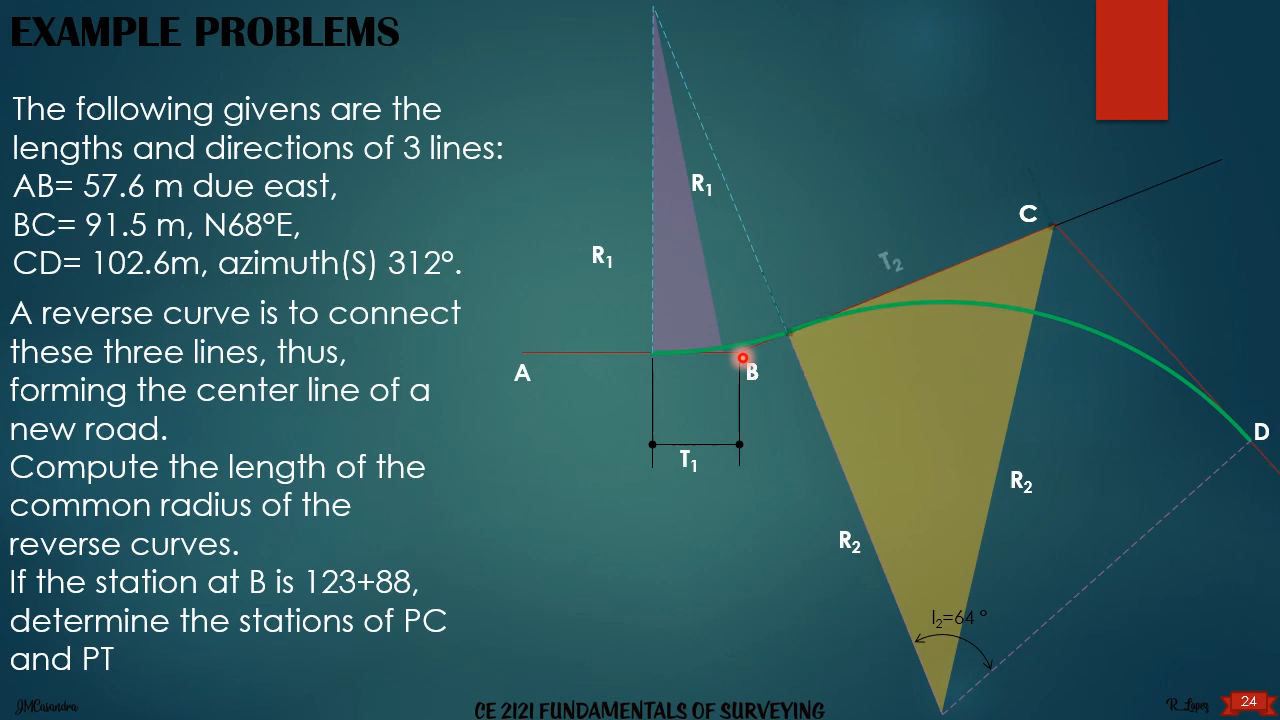 EXAMPLE PROBLEMS
The following givens are the
lengths and directions of 3 lines:
AB= 57.6 m due east,
BC= 91.5 m, N68°E,
CD= 102.6m, azimuth(S) 312°.
A reverse curve is to connect
these three lines, thus,
forming the center line of a
new road.
Compute the length of the
common radius of the
reverse curves.
If the station at B is 123+88,
determine the stations of PC
and PT
R₁
R₁
A
B
T₁
T₂
C
D
R₂
R₂
I₂=64 °
JMCasandra
CE 2121 FUNDAMENTALS OF SURVEYING
R_Lopez
24